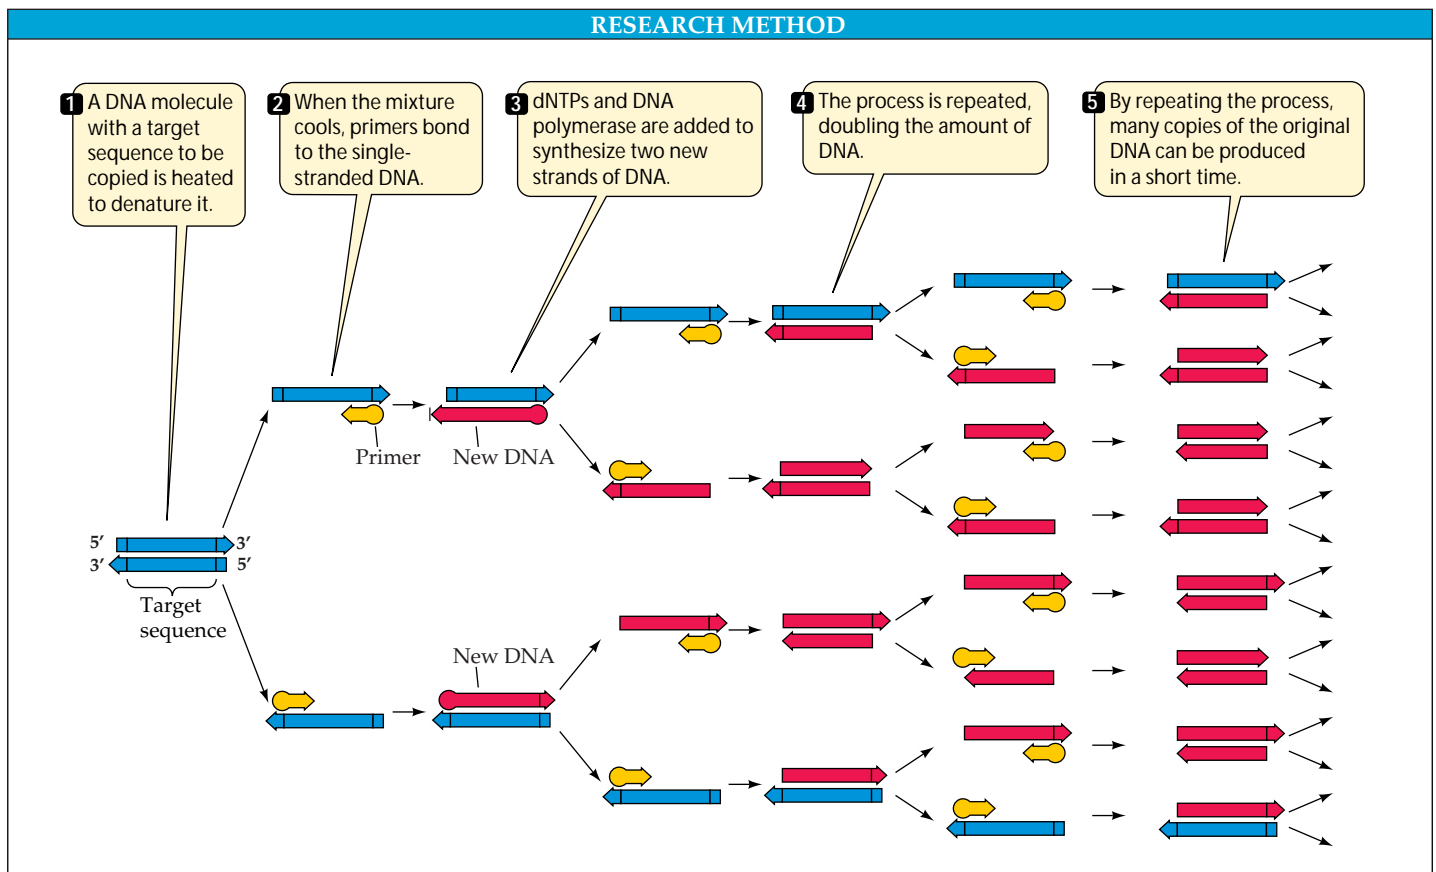 RESEARCH METHOD
1 A DNA molecule
with a target
sequence to be
copied is heated
to denature it.
2 When the mixture
cools, primers bond
to the single-
stranded DNA.
3 dNTPs and DNA
polymerase are added to
synthesize two new
strands of DNA.
4 The process is repeated,
doubling the amount of
DNA.
5 By repeating the process,
many copies of the original
DNA can be produced
in a short time.
Primer
New DNA
5′ 3′
3′ 5′
Target
sequence
New DNA